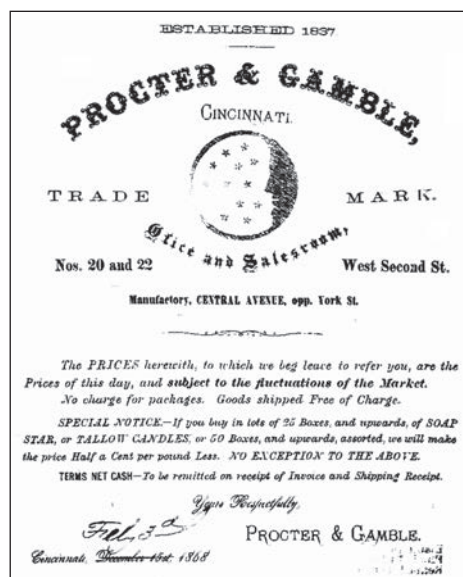 ESTABLISHED 1837.
PROCTER & GAMBLE,
CINCINNATI.
TRADE MARK.
Office and Salesroom,
Nos. 20 and 22 West Second St.
Manufactory, CENTRAL AVENUE, opp. York St.
The PRICES herewith, to which we beg leave to refer you, are the
Prices of this day, and subject to the fluctuations of the Market.
No charge for packages. Goods shipped Free of Charge.
SPECIAL NOTICE.—If you buy in lots of 25 Boxes, and upwards, of SOAP
STAR, or TALLOW CANDLES, or 50 Boxes, and upwards, assorted, we will make
the price Half a Cent per pound Less. NO EXCEPTION TO THE ABOVE.
TERMS NET CASH—To be remitted on receipt of Invoice and Shipping Receipt.
Yours Respectfully,
Feb, 3d
PROCTER & GAMBLE.
Cincinnati, December 15st. 1868